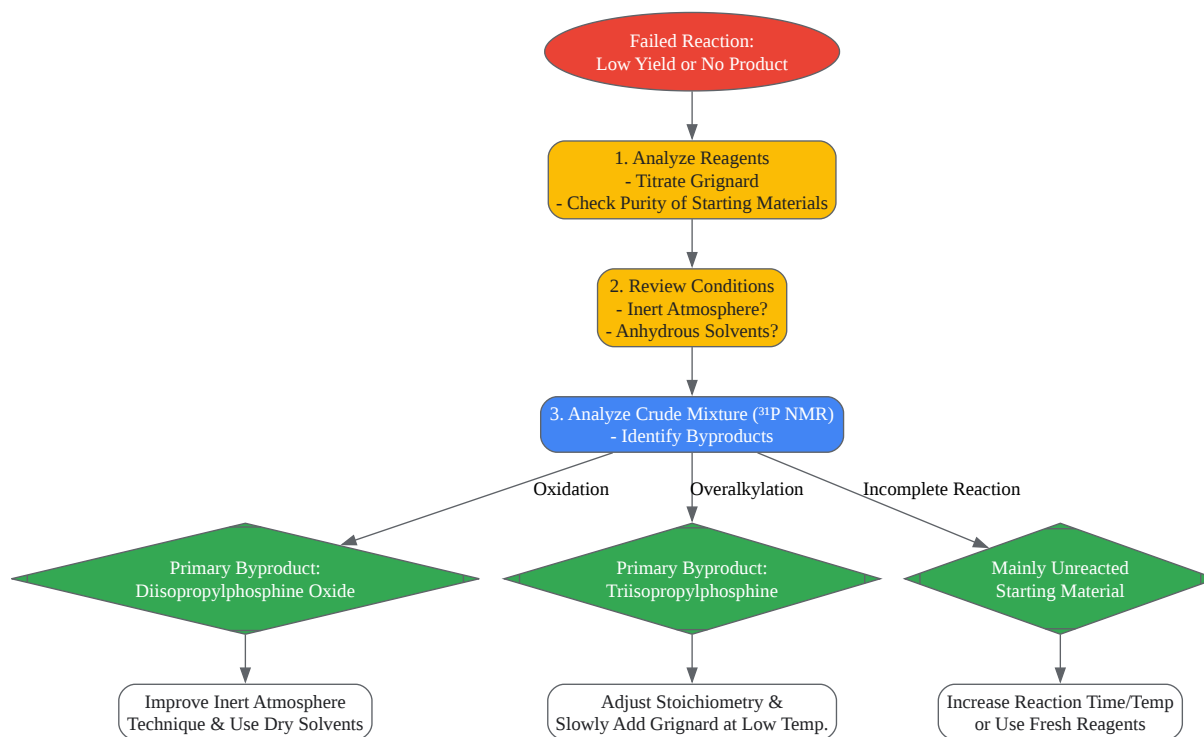 Failed Reaction:
Low Yield or No Product
1. Analyze Reagents
- Titrate Grignard
- Check Purity of Starting Materials
2. Review Conditions
- Inert Atmosphere?
- Anhydrous Solvents?
3. Analyze Crude Mixture (³¹P NMR)
- Identify Byproducts
Oxidation
Overalkylation
Incomplete Reaction
Primary Byproduct:
Diisopropylphosphine Oxide
Primary Byproduct:
Triisopropylphosphine
Mainly Unreacted
Starting Material
Improve Inert Atmosphere
Technique & Use Dry Solvents
Adjust Stoichiometry &
Slowly Add Grignard at Low Temp.
Increase Reaction Time/Temp
or Use Fresh Reagents